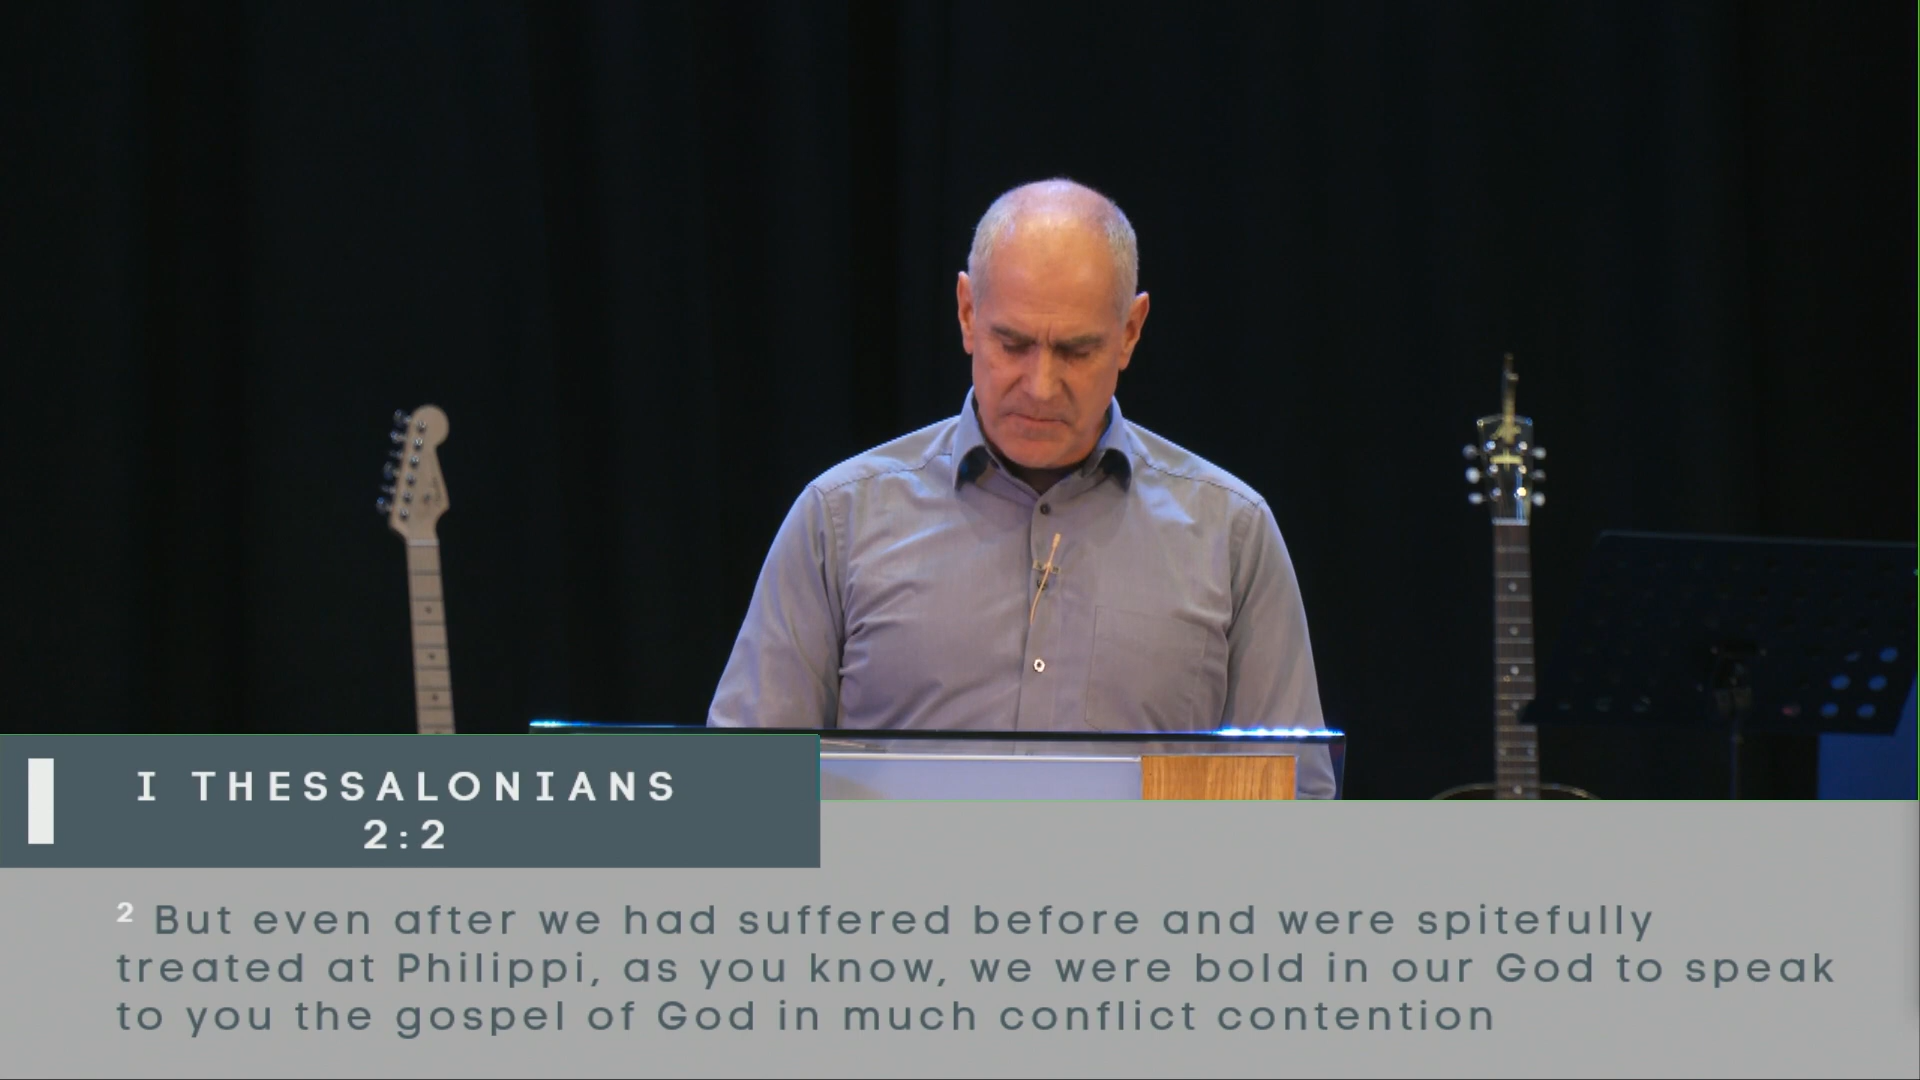 I THESSALONIANS
2:2
2 But even after we had suffered before and were spitefully
treated at Philippi, as you know, we were bold in our God to speak
to you the gospel of God in much conflict contention